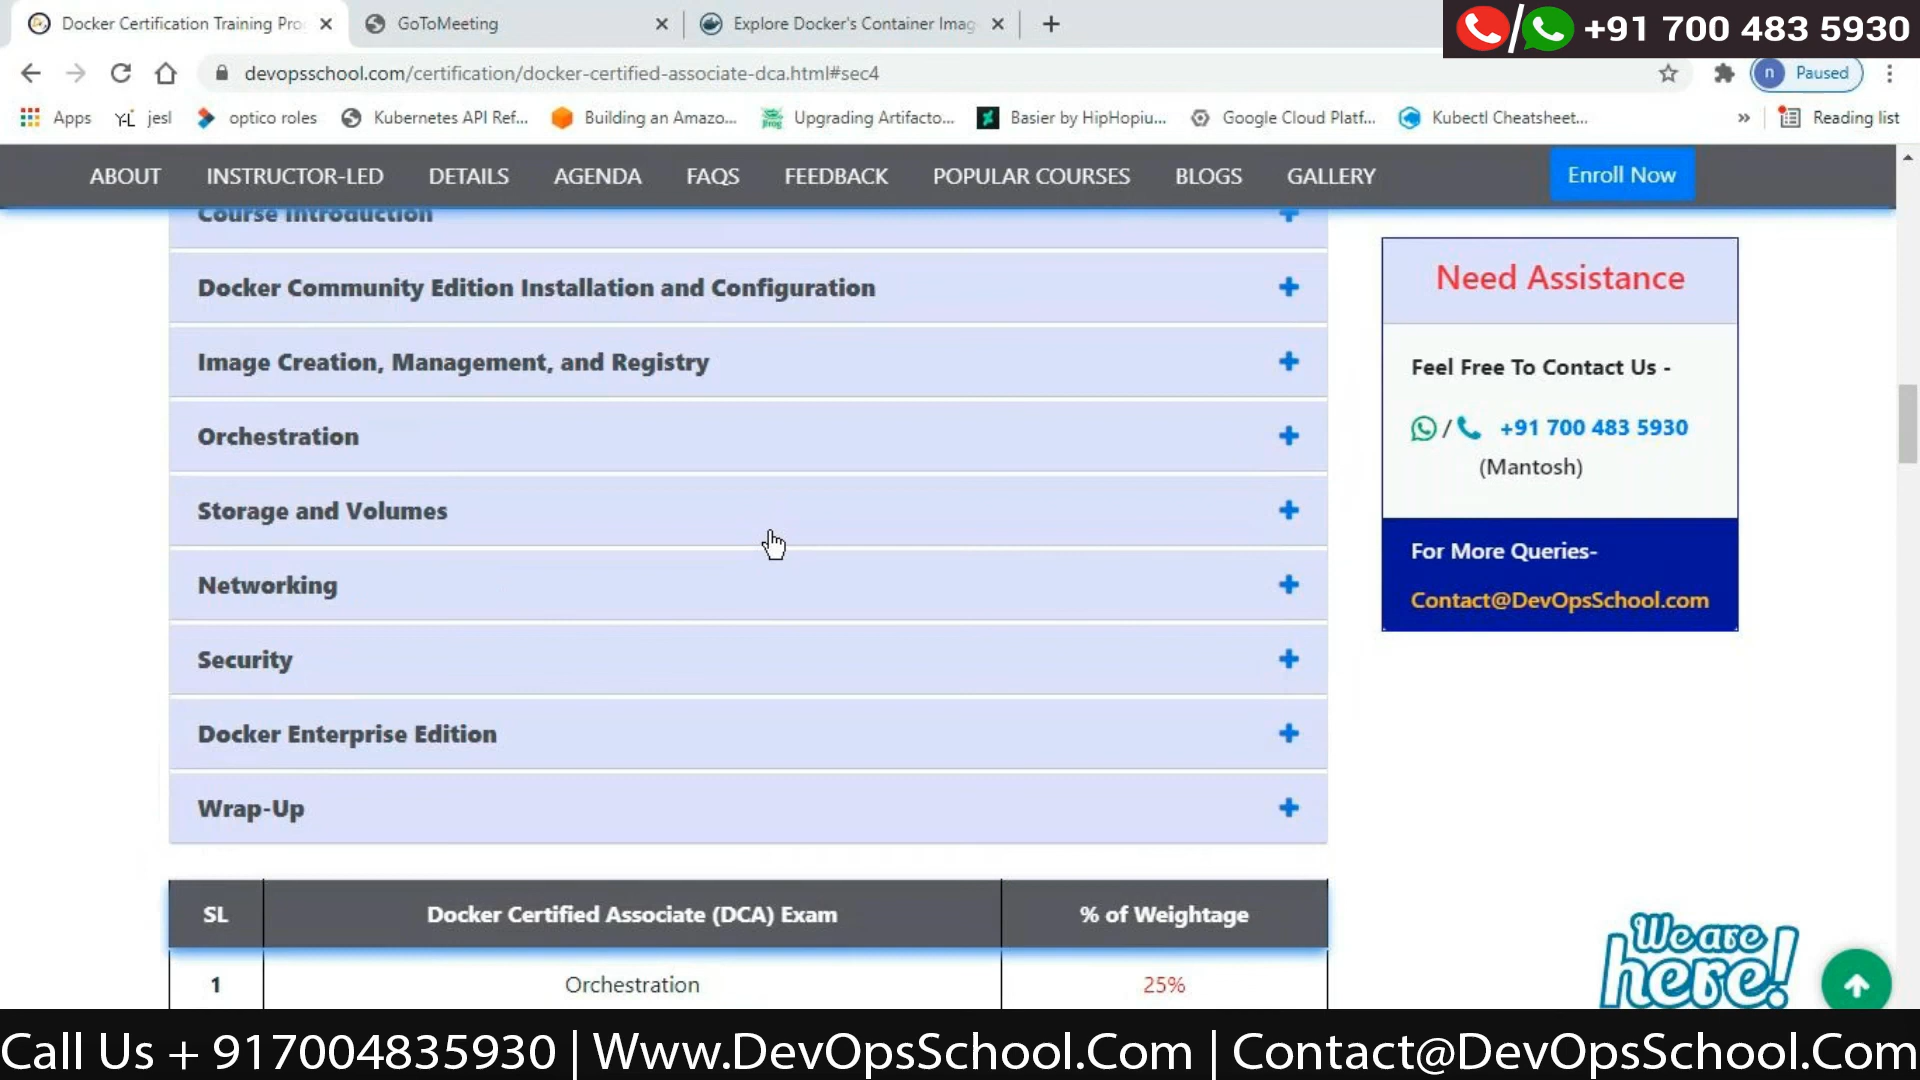 Docker Certification Training Pro
GoToMeeting
Explore Docker's Container Imag
+91 700 483 5930
devopsschool.com/certification/docker-certified-associate-dca.html#sec4
n
Paused
Apps
jesl
optico roles
Kubernetes API Ref...
Building an Amazo...
Upgrading Artifacto...
Basier by HipHopiu...
Google Cloud Platf...
Kubectl Cheatsheet...
»
Reading list
ABOUT
INSTRUCTOR-LED
DETAILS
AGENDA
FAQS
FEEDBACK
POPULAR COURSES
BLOGS
GALLERY
Enroll Now
Course Introduction
Docker Community Edition Installation and Configuration
Image Creation, Management, and Registry
Orchestration
Storage and Volumes
Networking
Security
Docker Enterprise Edition
Wrap-Up
Need Assistance
Feel Free To Contact Us -
/ +91 700 483 5930
(Mantosh)
For More Queries-
Contact@DevOpsSchool.com
SL Docker Certified Associate (DCA) Exam % of Weightage
1 Orchestration 25%
We are
here!
Call Us + 917004835930 | Www.DevOpsSchool.Com | Contact@DevOpsSchool.Com